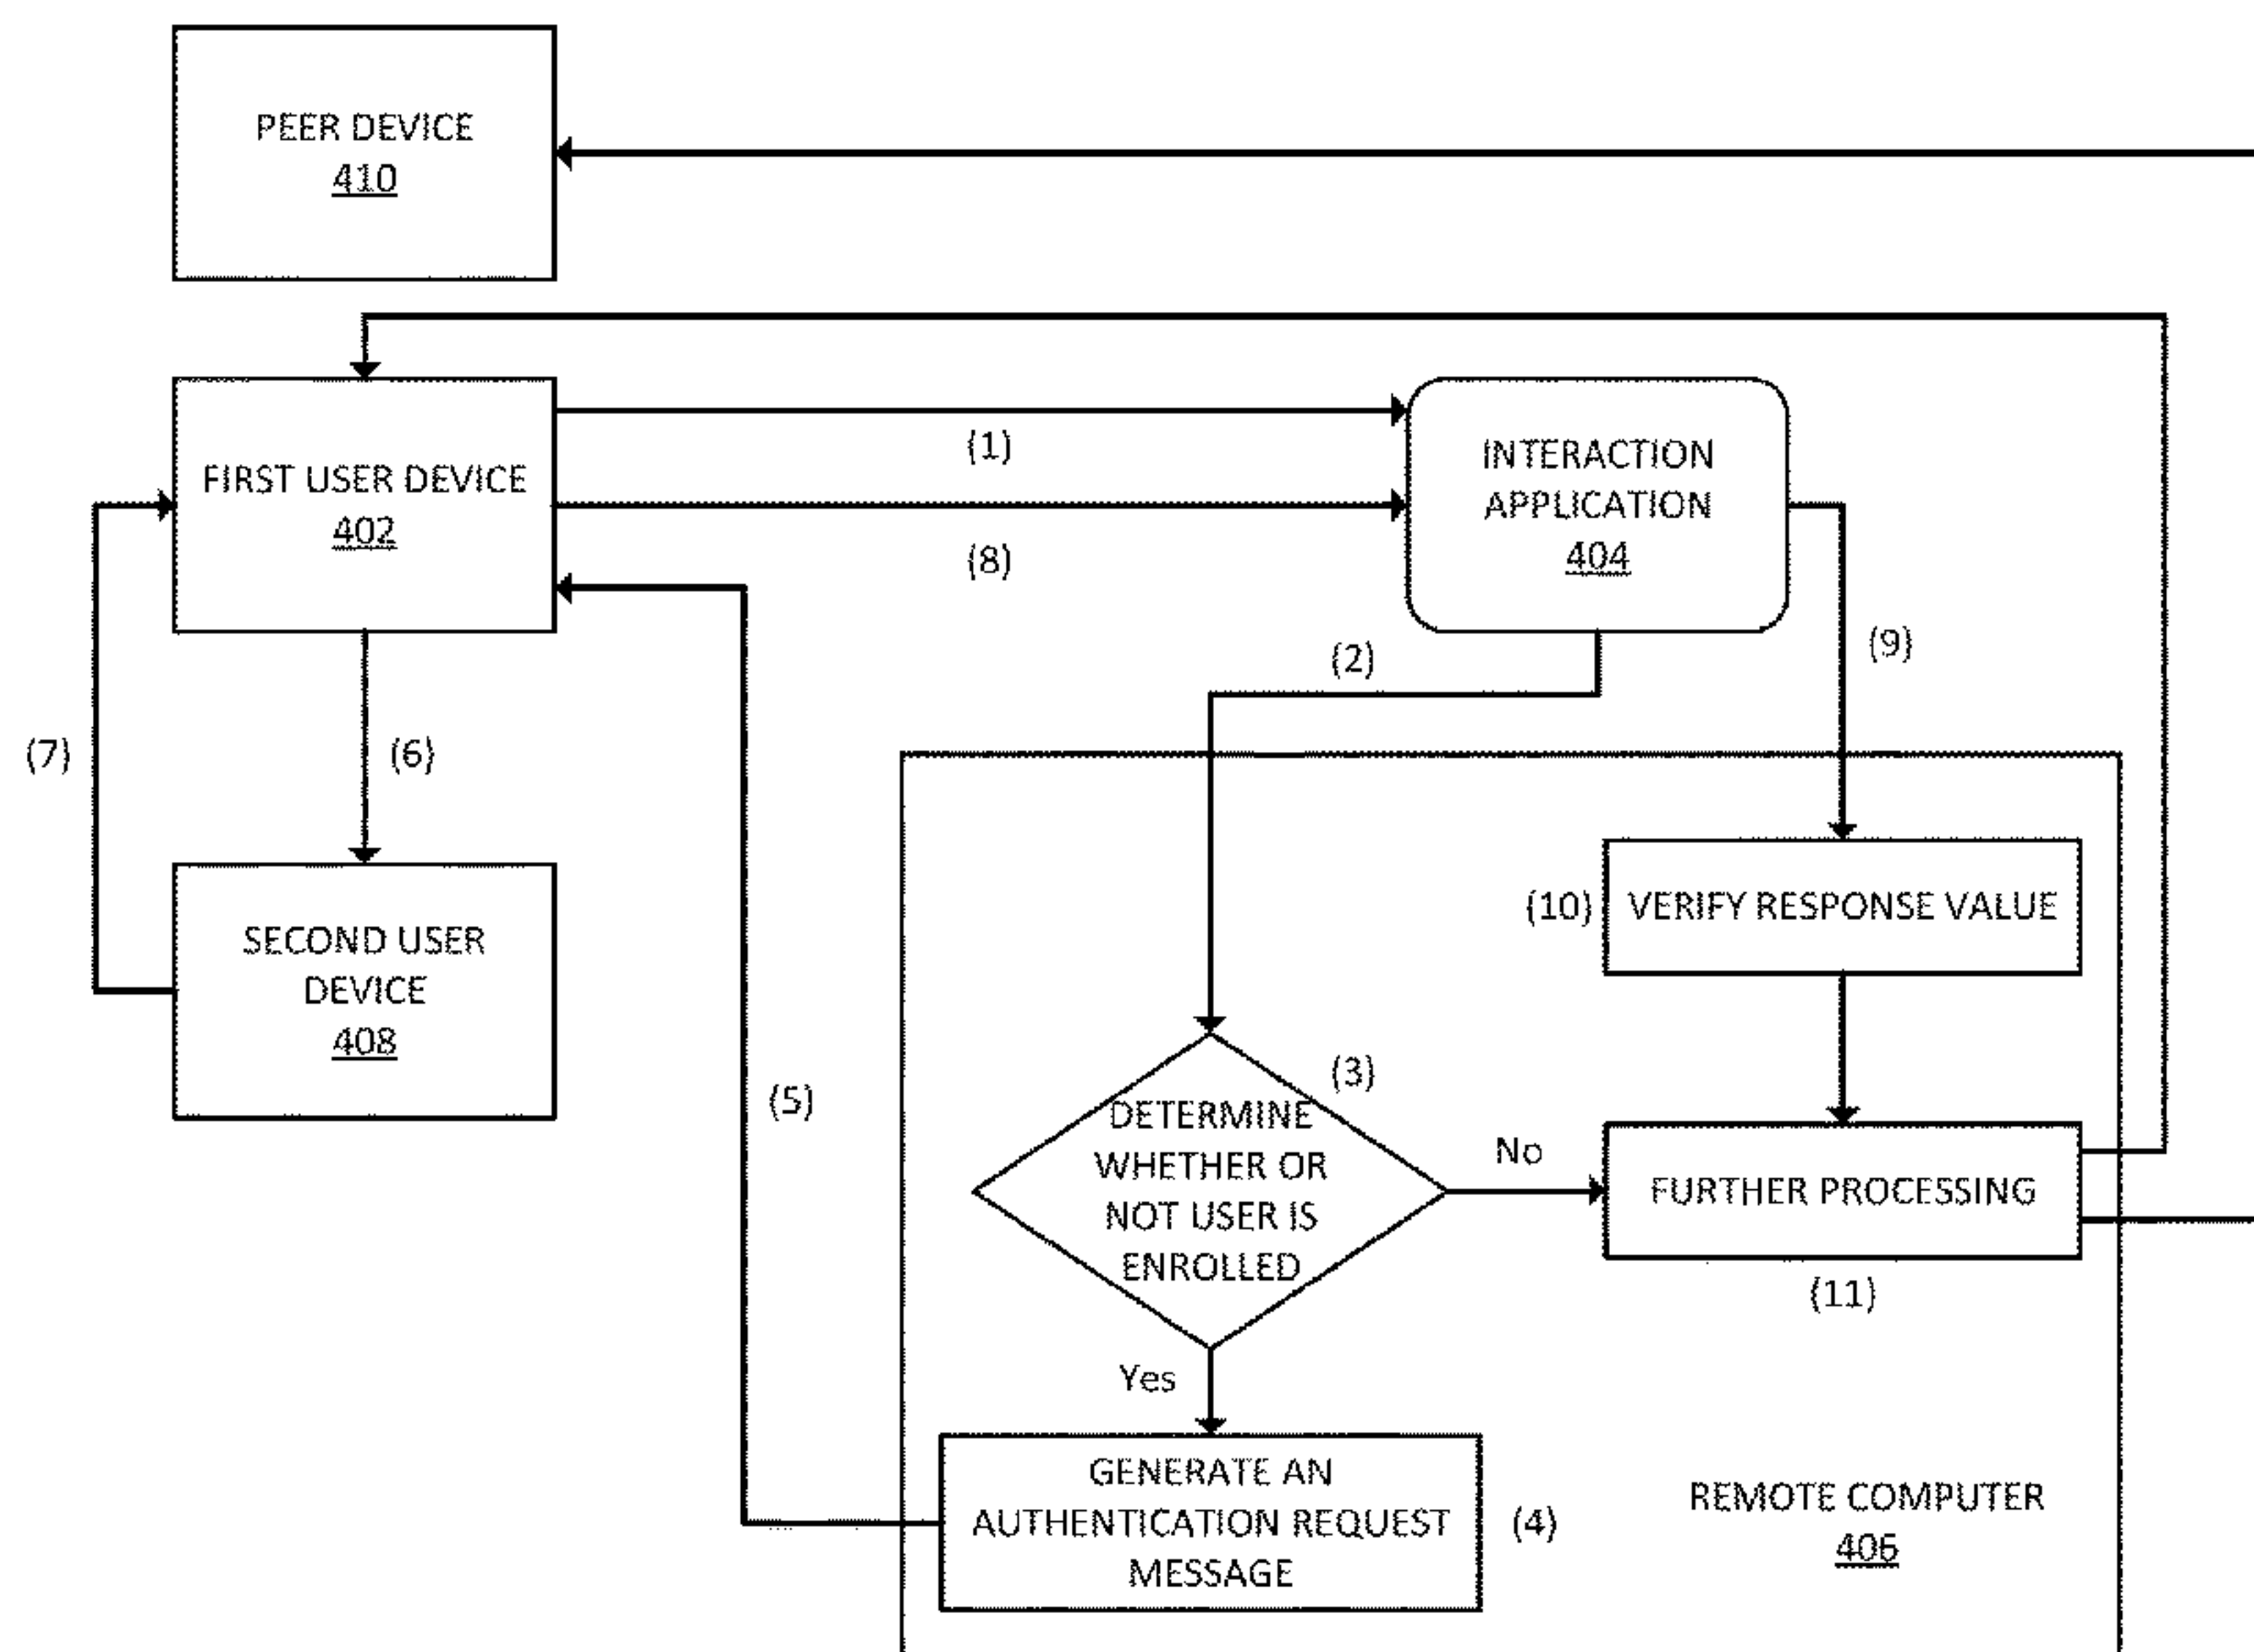 PEER DEVICE
410
FIRST USER DEVICE
402
(1)
(8)
INTERACTION
APPLICATION
404
(2)
(9)
(7)
(6)
SECOND USER
DEVICE
408
(5)
(10)
VERIFY RESPONSE VALUE
(3)
DETERMINE
WHETHER OR
NOT USER IS
ENROLLED
No
FURTHER PROCESSING
(11)
Yes
GENERATE AN
AUTHENTICATION REQUEST
MESSAGE
(4)
REMOTE COMPUTER
406